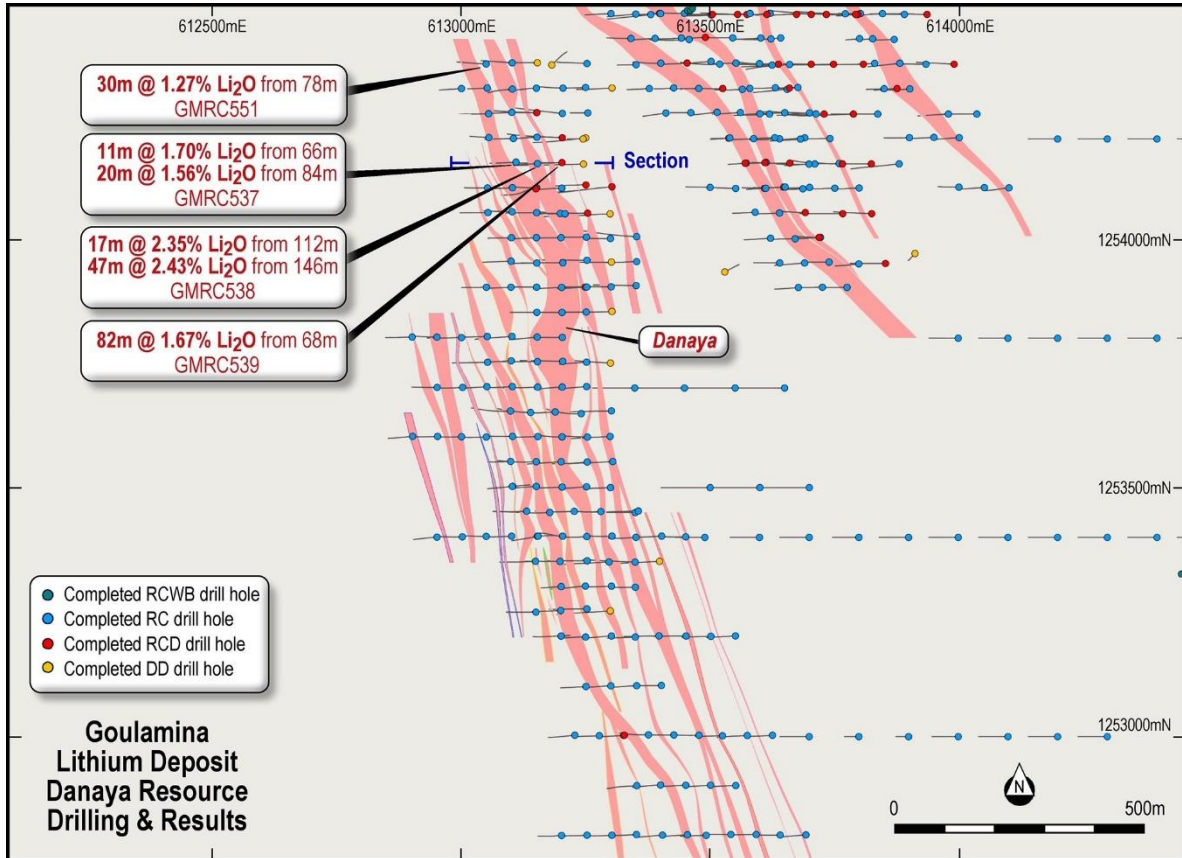 612500mE
613000mE
613500mE
614000mE
30m @ 1.27% Li2O from 78m
GMRC551
11m @ 1.70% Li2O from 66m
20m @ 1.56% Li2O from 84m
GMRC537
Section
17m @ 2.35% Li2O from 112m
47m @ 2.43% Li2O from 146m
GMRC538
1254000mN
82m @ 1.67% Li2O from 68m
GMRC539
Danaya
1253500mN
Completed RCWB drill hole
Completed RC drill hole
Completed RCD drill hole
Completed DD drill hole
Goulamina
Lithium Deposit
Danaya Resource
Drilling & Results
1253000mN
N
0
500m